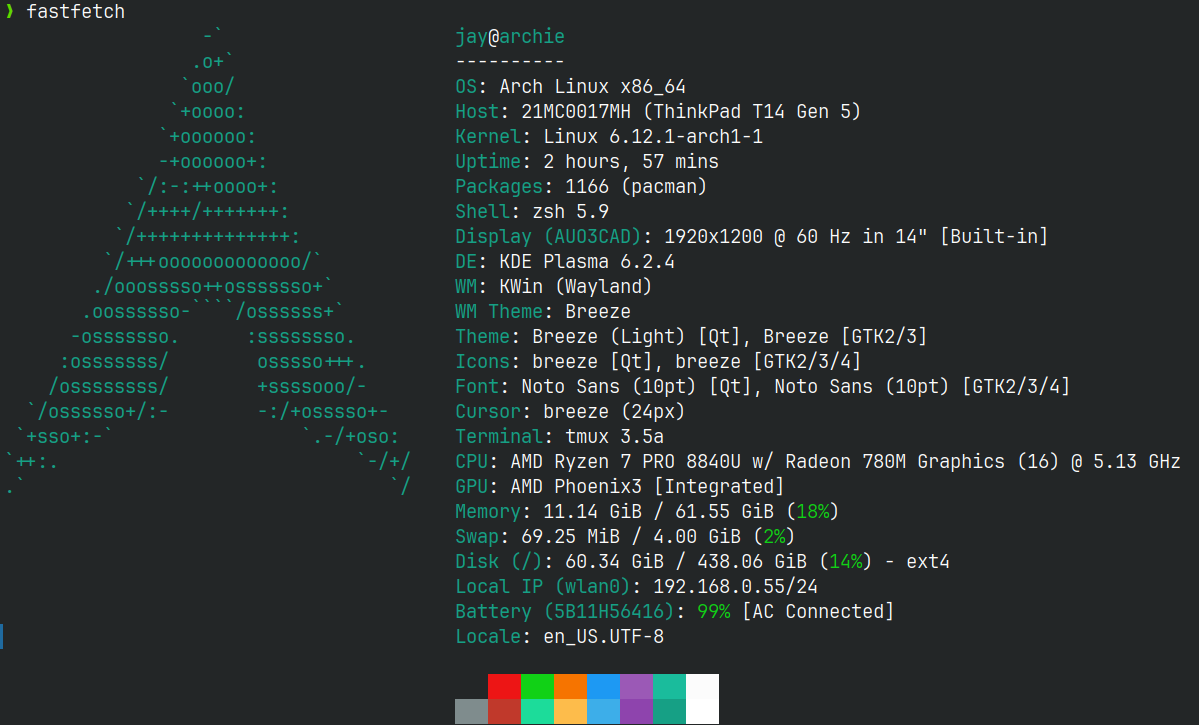 ❯ fastfetch
                  -`                     jay@archie
                 .o+`                    ----------
                `ooo/                    OS: Arch Linux x86_64
               `+oooo:                   Host: 21MC0017MH (ThinkPad T14 Gen 5)
              `+oooooo:                  Kernel: Linux 6.12.1-arch1-1
              -+oooooo+:                 Uptime: 2 hours, 57 mins
            `/:-:++oooo+:                Packages: 1166 (pacman)
           `/++++/+++++++:               Shell: zsh 5.9
          `/++++++++++++++:              Display (AUO3CAD): 1920x1200 @ 60 Hz in 14" [Built-in]
         `/+++ooooooooooooo/`            DE: KDE Plasma 6.2.4
        ./ooosssso++osssssso+`           WM: KWin (Wayland)
       .oossssso-````/ossssss+`          WM Theme: Breeze
      -osssssso.      :ssssssso.         Theme: Breeze (Light) [Qt], Breeze [GTK2/3]
     :osssssss/        osssso+++.        Icons: breeze [Qt], breeze [GTK2/3/4]
    /ossssssss/        +ssssooo/-        Font: Noto Sans (10pt) [Qt], Noto Sans (10pt) [GTK2/3/4]
  `/ossssso+/:-        -:/+osssso+-      Cursor: breeze (24px)
 `+sso+:-`                 `.-/+oso:     Terminal: tmux 3.5a
`++:.                           `-/+/    CPU: AMD Ryzen 7 PRO 8840U w/ Radeon 780M Graphics (16) @ 5.13 GHz
.`                                 `/    GPU: AMD Phoenix3 [Integrated]
Memory: 11.14 GiB / 61.55 GiB (18%)
Swap: 69.25 MiB / 4.00 GiB (2%)
Disk (/): 60.34 GiB / 438.06 GiB (14%) - ext4
Local IP (wlan0): 192.168.0.55/24
Battery (5B11H56416): 99% [AC Connected]
Locale: en_US.UTF-8